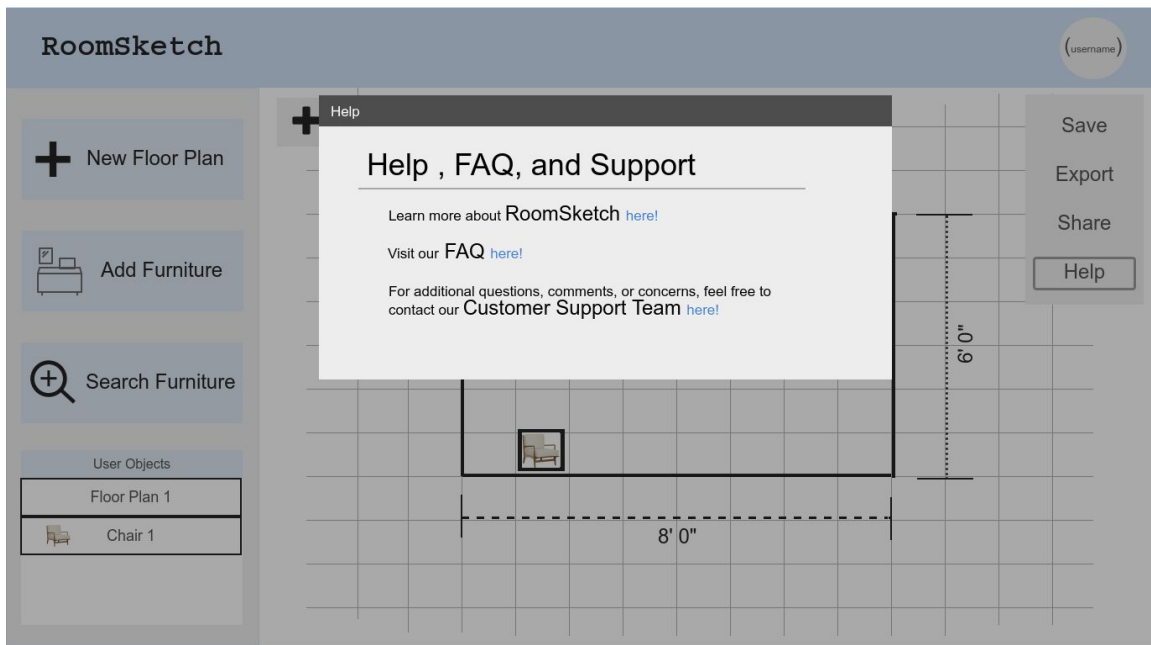 RoomSketch
(username)
New Floor Plan
Add Furniture
Search Furniture
User Objects
Floor Plan 1
Chair 1
Help
Help , FAQ, and Support
Learn more about RoomSketch here!
Visit our FAQ here!
For additional questions, comments, or concerns, feel free to
contact our Customer Support Team here!
6' 0"
8' 0"
Save
Export
Share
Help